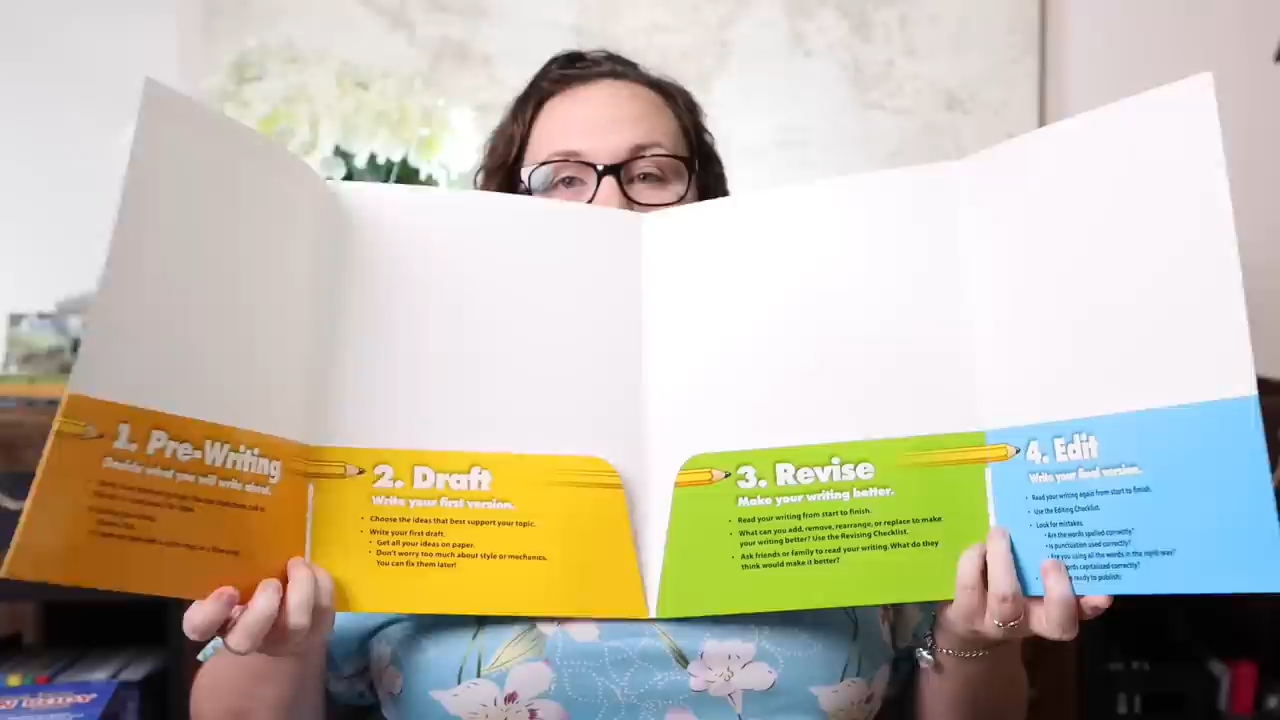 1. Pre-Writing
Decide what you will write about.
2. Draft
Write your first version.
• Choose the ideas that best support your topic.
• Write your first draft.
• Get all your ideas on paper.
• Don't worry too much about style or mechanics.
You can fix them later!
3. Revise
Make your writing better.
• Read your writing from start to finish.
• What can you add, remove, rearrange, or replace to make
your writing better? Use the Revising Checklist.
• Ask friends or family to read your writing. What do they
think would make it better?
4. Edit
Write your final version.
• Read your writing again from start to finish.
• Use the Editing Checklist.
• Look for mistakes.
• Are the words spelled correctly?
• Is punctuation used correctly?
• Are you using all the words in the right way?
capitalized correctly?
ready to publish: